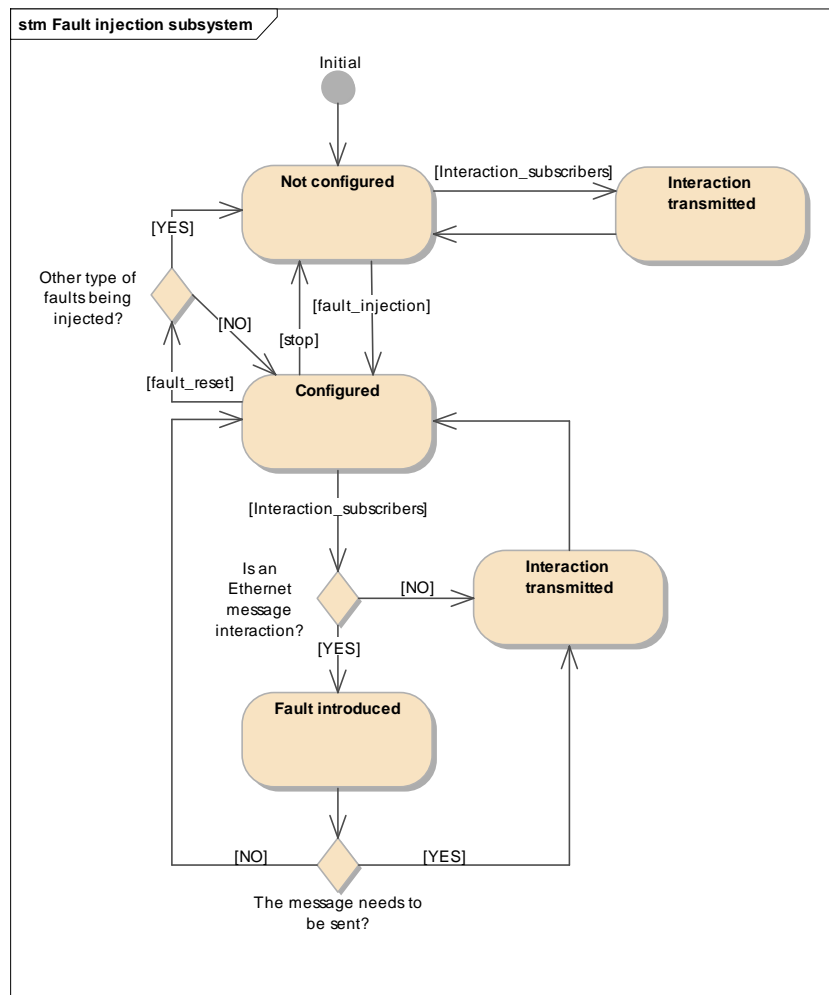 stm Fault injection subsystem
Initial
Not configured
[Interaction_subscribers]
Interaction
transmitted
[YES]
Other type of
faults being
injected?
[NO]
[stop]
[fault_injection]
[fault_reset]
Configured
[Interaction_subscribers]
Is an
Ethernet
message
interaction?
[NO]
Interaction
transmitted
[YES]
Fault introduced
[NO]
[YES]
The message needs to
be sent?